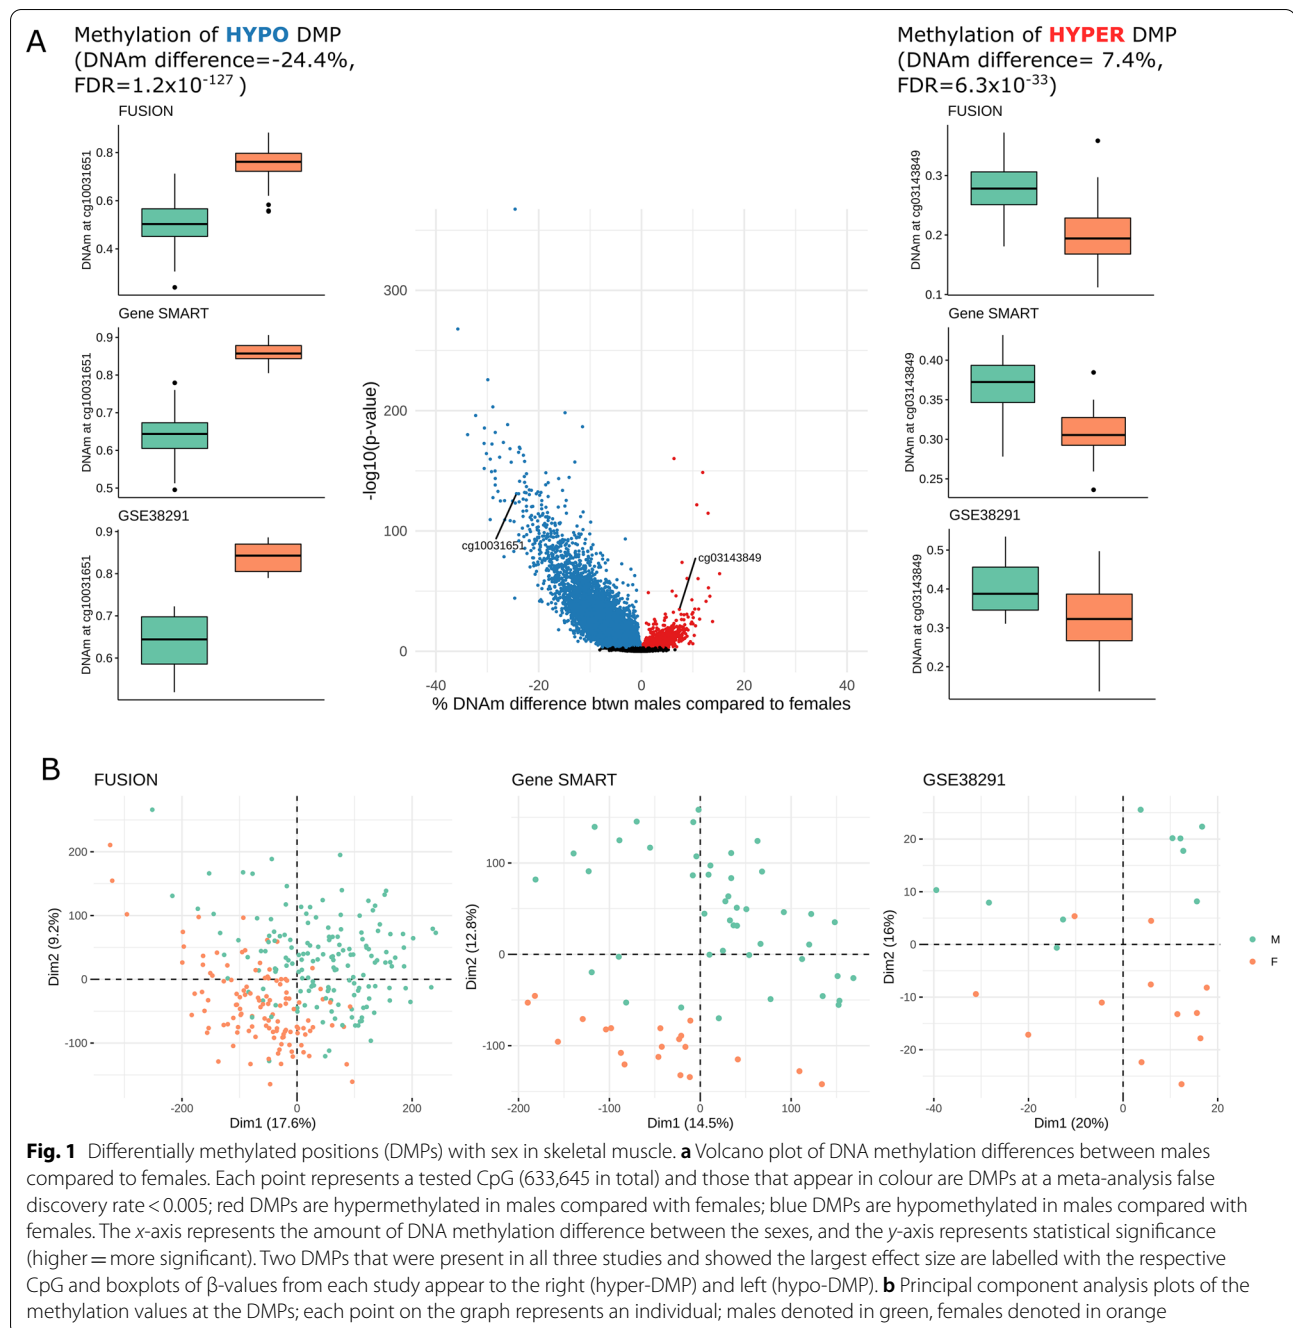 A
Methylation of HYPO DMP
(DNAm difference=-24.4%,
FDR=1.2x10-127 )
FUSION
DNAm at cg10031651
0.8
0.6
0.4
Gene SMART
DNAm at cg10031651
0.9
0.8
0.7
0.6
0.5
GSE38291
DNAm at cg10031651
0.9
0.8
0.7
0.6
-log10(p-value)
300
200
100
0
cg10031651
cg03143849
-40
-20
0
20
40
% DNAm difference btwn males compared to females
Methylation of HYPER DMP
(DNAm difference= 7.4%,
FDR=6.3x10-33)
FUSION
DNAm at cg03143849
0.3
0.2
0.1
Gene SMART
DNAm at cg03143849
0.40
0.35
0.30
0.25
GSE38291
DNAm at cg03143849
0.5
0.4
0.3
0.2
B
FUSION
Dim2 (9.2%)
200
100
0
-100
-200
0
200
Dim1 (17.6%)
Gene SMART
Dim2 (12.8%)
100
0
-100
-200
-100
0
100
Dim1 (14.5%)
GSE38291
Dim2 (16%)
20
10
0
-10
-20
-40
-20
0
20
Dim1 (20%)
M
F
Fig. 1 Differentially methylated positions (DMPs) with sex in skeletal muscle. a Volcano plot of DNA methylation differences between males
compared to females. Each point represents a tested CpG (633,645 in total) and those that appear in colour are DMPs at a meta-analysis false
discovery rate < 0.005; red DMPs are hypermethylated in males compared with females; blue DMPs are hypomethylated in males compared with
females. The x-axis represents the amount of DNA methylation difference between the sexes, and the y-axis represents statistical significance
(higher = more significant). Two DMPs that were present in all three studies and showed the largest effect size are labelled with the respective
CpG and boxplots of β-values from each study appear to the right (hyper-DMP) and left (hypo-DMP). b Principal component analysis plots of the
methylation values at the DMPs; each point on the graph represents an individual; males denoted in green, females denoted in orange